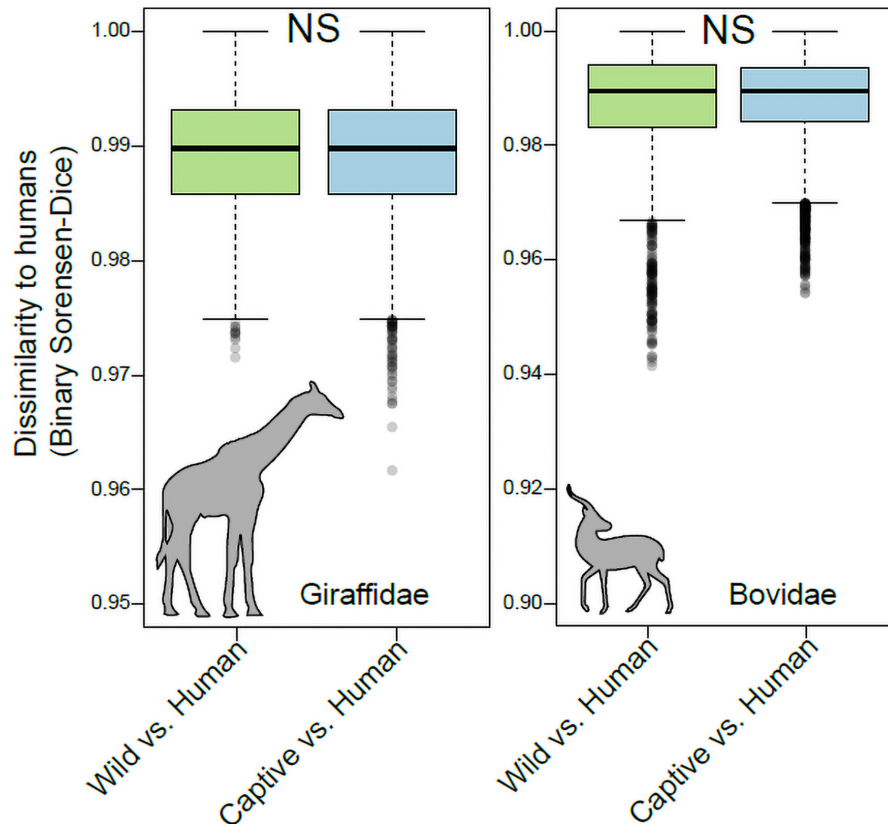 Dissimilarity to humans
(Binary Sorensen-Dice)
1.00
0.99
0.98
0.97
0.96
0.95
NS
Giraffidae
Wild vs. Human
Captive vs. Human
1.00
0.98
0.96
0.94
0.92
0.90
NS
Bovidae
Wild vs. Human
Captive vs. Human